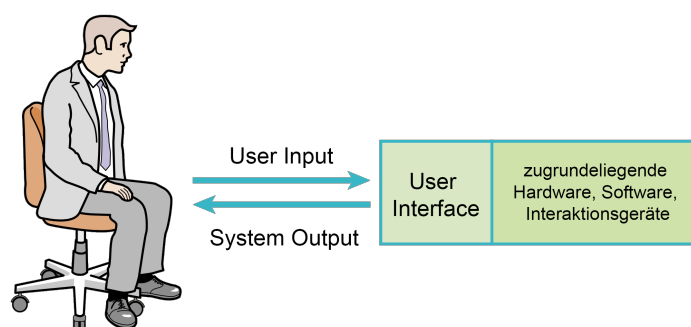 User Input
System Output
User
Interface
zugrundeliegende
Hardware, Software,
Interaktionsgeräte